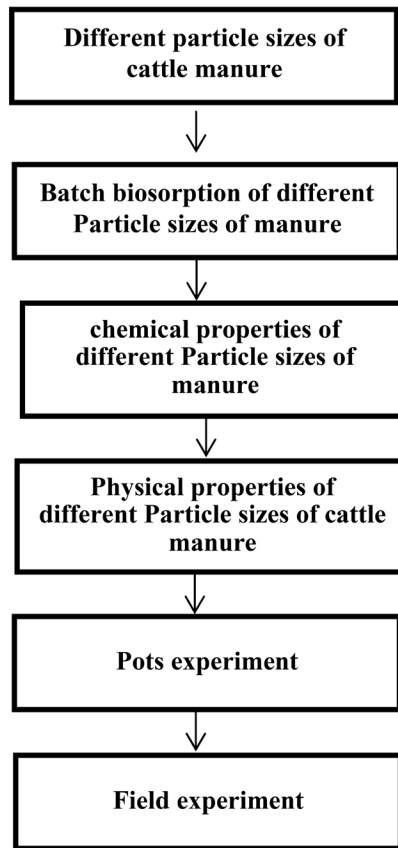 Different particle sizes of
cattle manure
Batch biosorption of different
Particle sizes of manure
chemical properties of
different Particle sizes of
manure
Physical properties of
different Particle sizes of cattle
manure
Pots experiment
Field experiment